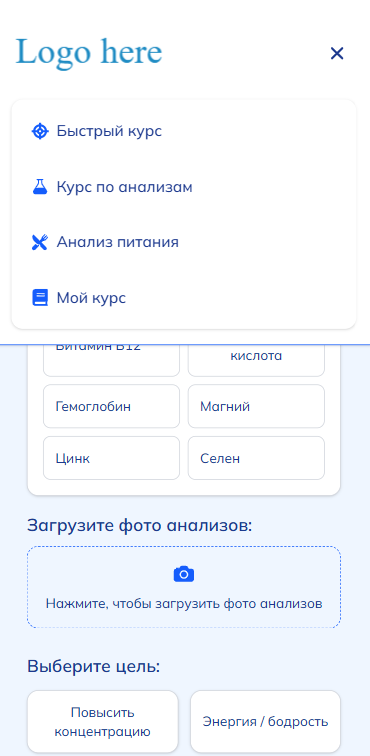 Logo here
Быстрый курс
Курс по анализам
Анализ питания
Мой курс
Витамин B12
кислота
Гемоглобин
Магний
Цинк
Селен
Загрузите фото анализов:
Нажмите, чтобы загрузить фото анализов
Выберите цель:
Повысить
концентрацию
Энергия / бодрость